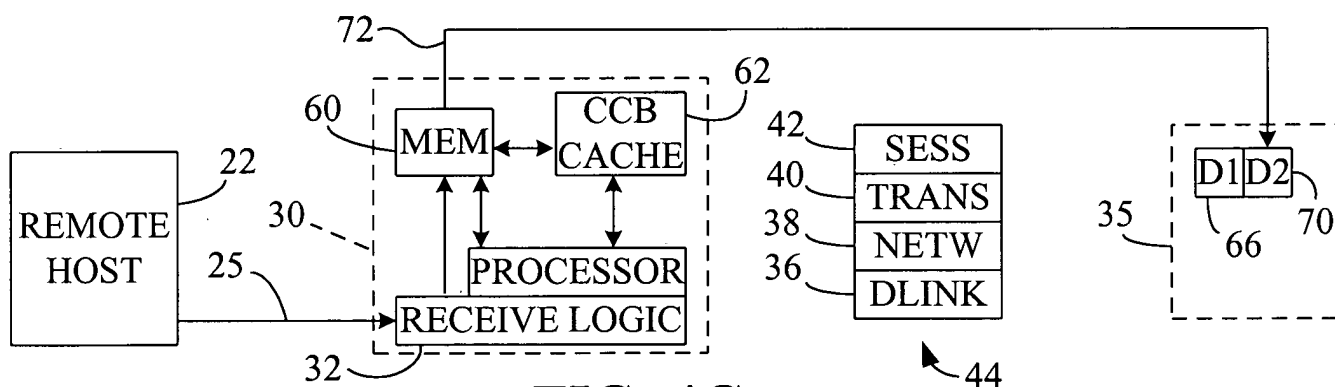 72
60
62
MEM
CCB
CACHE
42
SESS
22
40
TRANS
D1
D2
REMOTE
HOST
30
38
NETW
35
66
70
25
PROCESSOR
36
DLINK
RECEIVE LOGIC
32
44